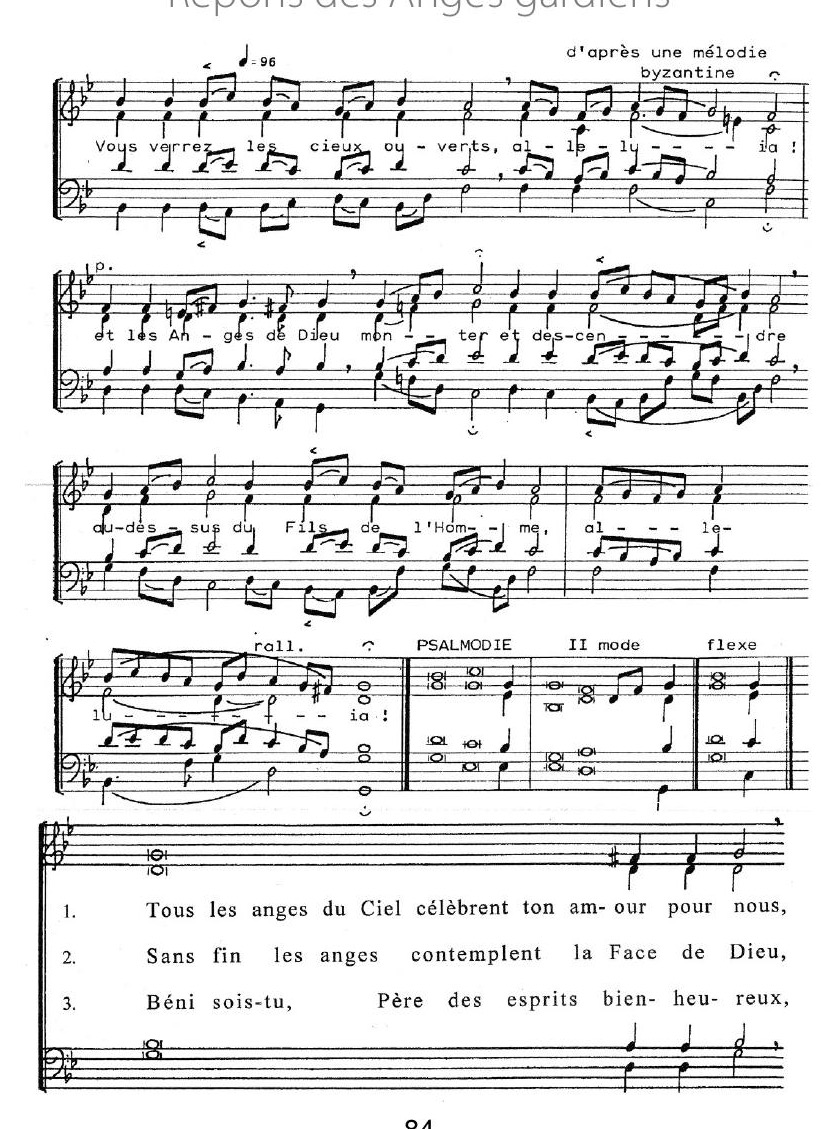 Répons des Anges gardiens
d'après une mélodie
= 96
byzantine
Vous verrez les cieux ou - verts, al - le - lu - - - - ia !
p.
et les An - ges de Dieu mon - - ter et des-cen - - - - - -dre
au-des - sus du Fils de l'Hom- - me, al - - - - le-
rall. PSALMODIE II mode flexe
lu - - - - - - - ia !
1. Tous les anges du Ciel célèbrent ton am- our pour nous,
2. Sans fin les anges contemplent la Face de Dieu,
3. Béni sois-tu, Père des esprits bien- heu- reux,
84